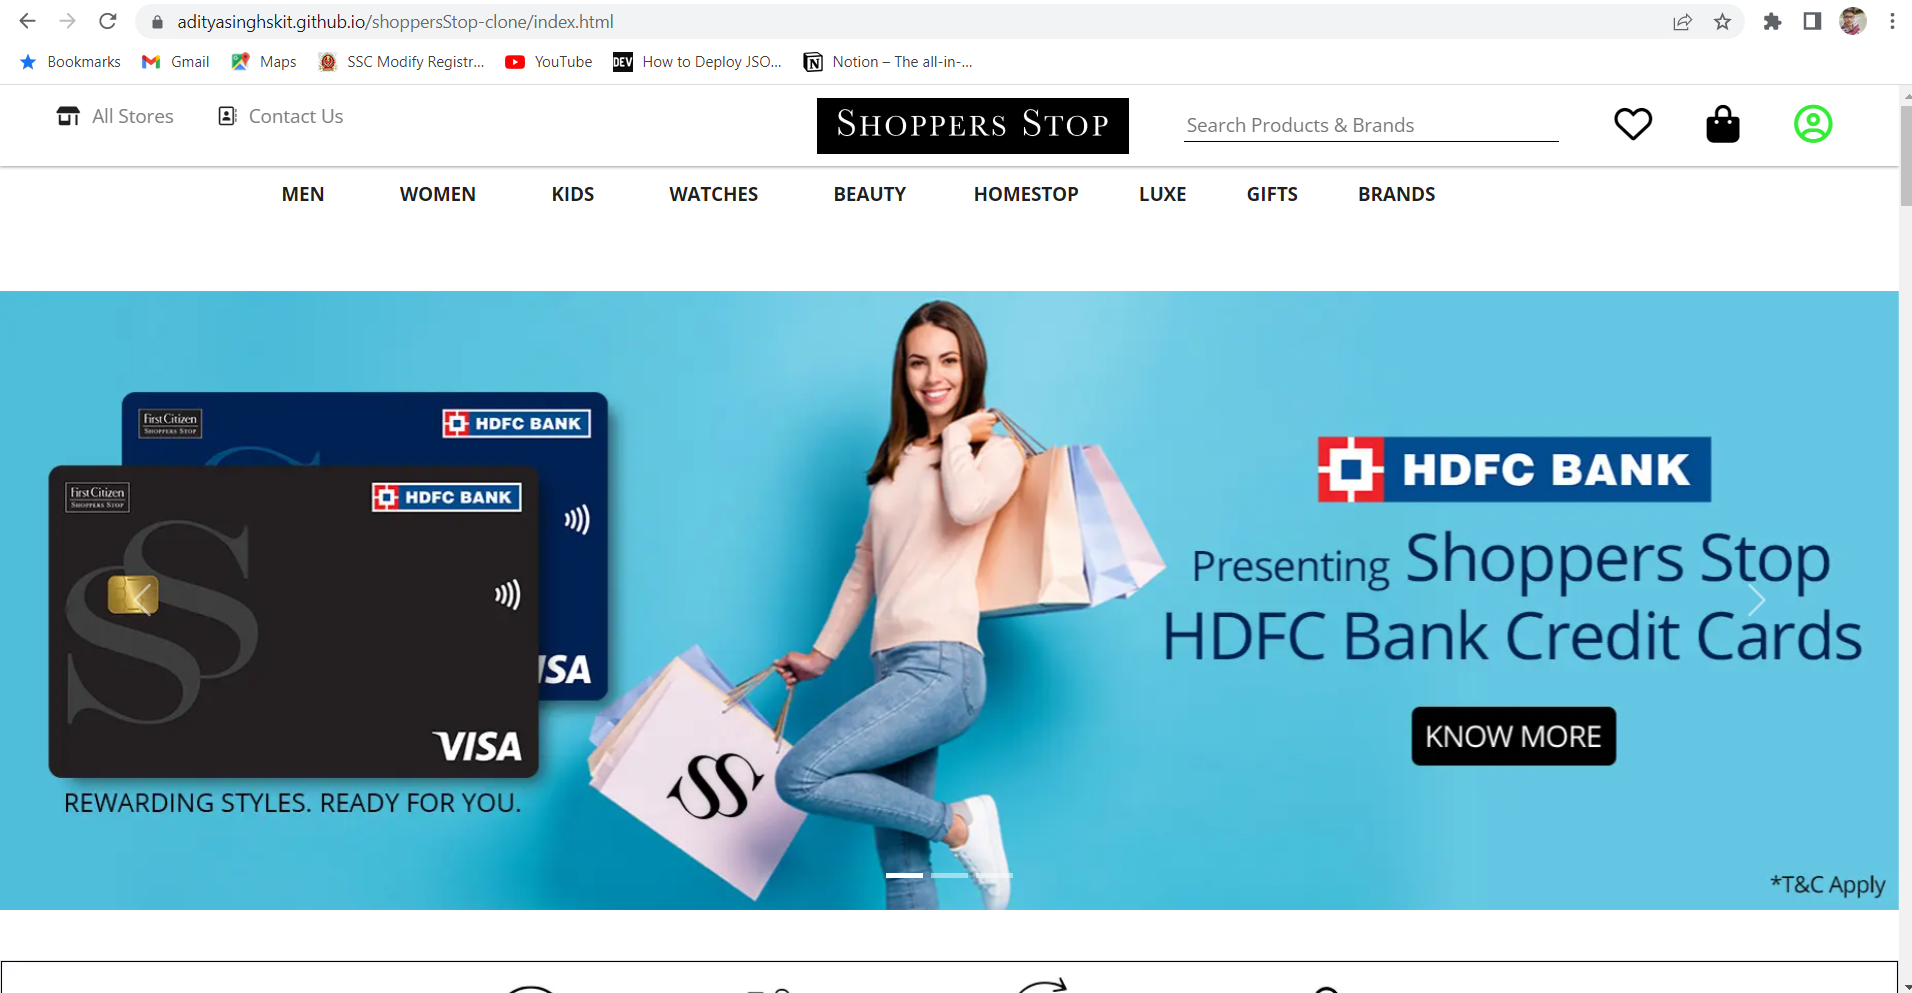 adityasinghskit.github.io/shoppersStop-clone/index.html
Bookmarks Gmail Maps SSC Modify Registr... YouTube DEV How to Deploy JSO... Notion – The all-in-...
All Stores Contact Us SHOPPERS STOP Search Products & Brands
MEN WOMEN KIDS WATCHES BEAUTY HOMESTOP LUXE GIFTS BRANDS
First Citizen
SHOPPERS STOP
HDFC BANK
First Citizen
SHOPPERS STOP
HDFC BANK
ISA
VISA
REWARDING STYLES. READY FOR YOU.
HDFC BANK
Presenting Shoppers Stop
HDFC Bank Credit Cards
KNOW MORE
*T&C Apply